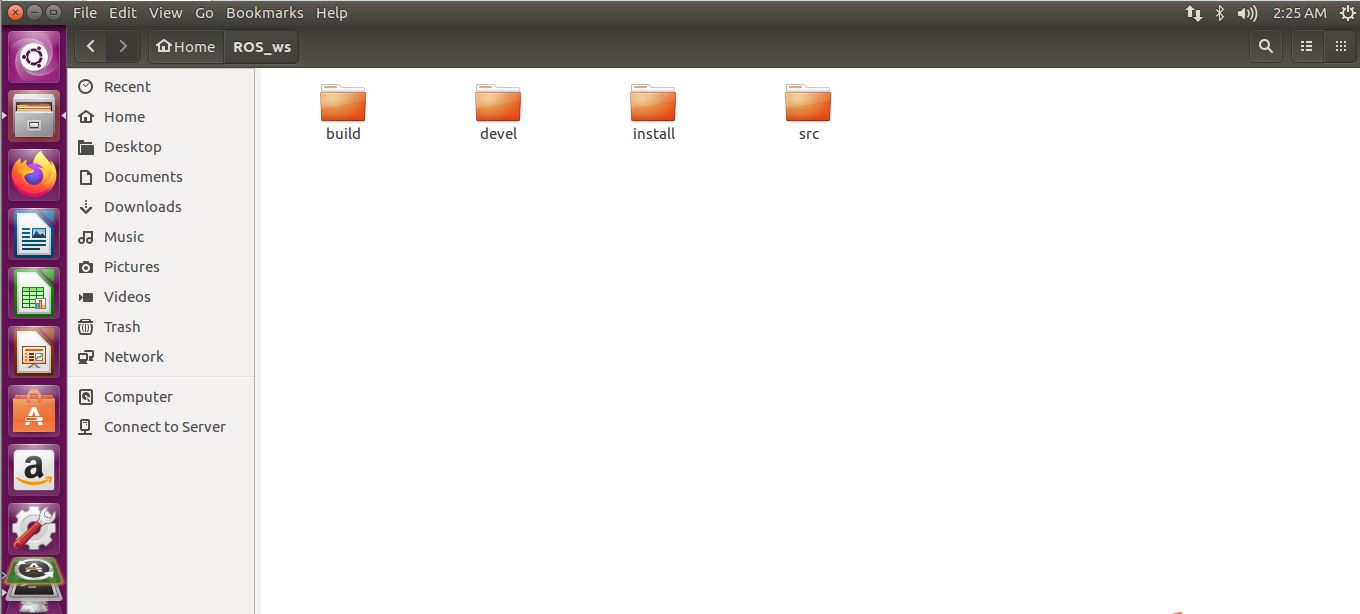 File Edit View Go Bookmarks Help 2:25 AM
Home ROS_ws
Recent
Home
Desktop
Documents
Downloads
Music
Pictures
Videos
Trash
Network
Computer
Connect to Server
build devel install src